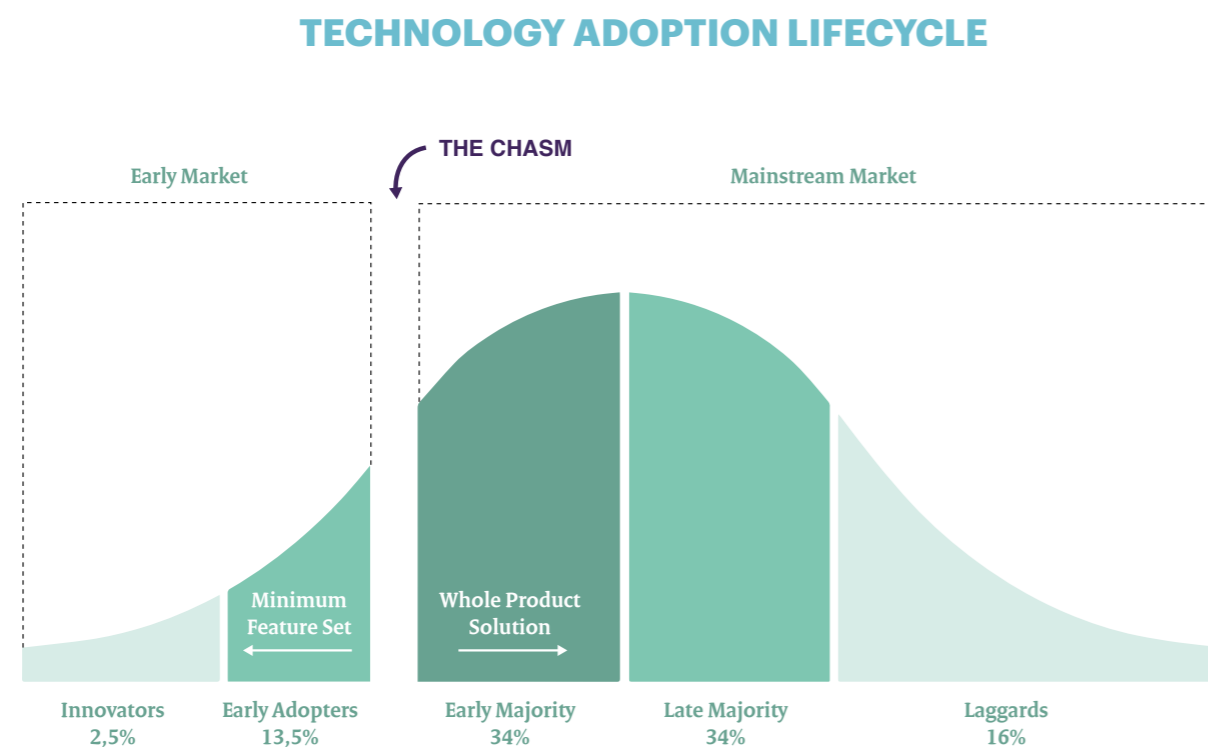 TECHNOLOGY ADOPTION LIFECYCLE
THE CHASM
Early Market
Mainstream Market
Minimum
Feature Set
Whole Product
Solution
Innovators
2,5%
Early Adopters
13,5%
Early Majority
34%
Late Majority
34%
Laggards
16%